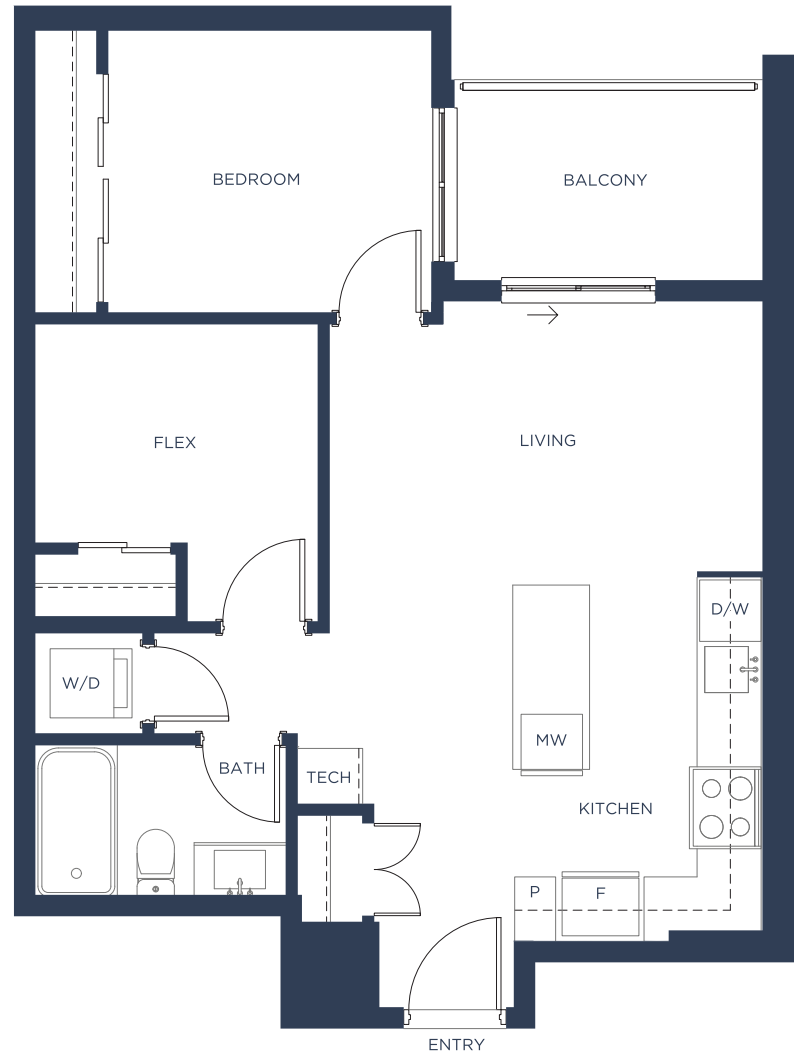 BEDROOM
BALCONY
FLEX
LIVING
D/W
W/D
MW
BATH
TECH
KITCHEN
P
F
ENTRY